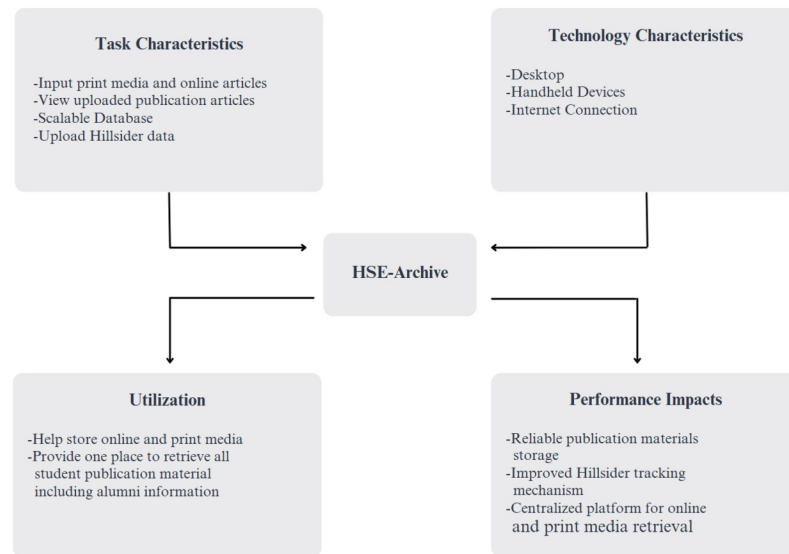 Task Characteristics
-Input print media and online articles
-View uploaded publication articles
-Scalable Database
-Upload Hillsider data
Technology Characteristics
-Desktop
-Handheld Devices
-Internet Connection
HSE-Archive
Utilization
-Help store online and print media
-Provide one place to retrieve all
student publication material
including alumni information
Performance Impacts
-Reliable publication materials
storage
-Improved Hillsider tracking
mechanism
-Centralized platform for online
and print media retrieval